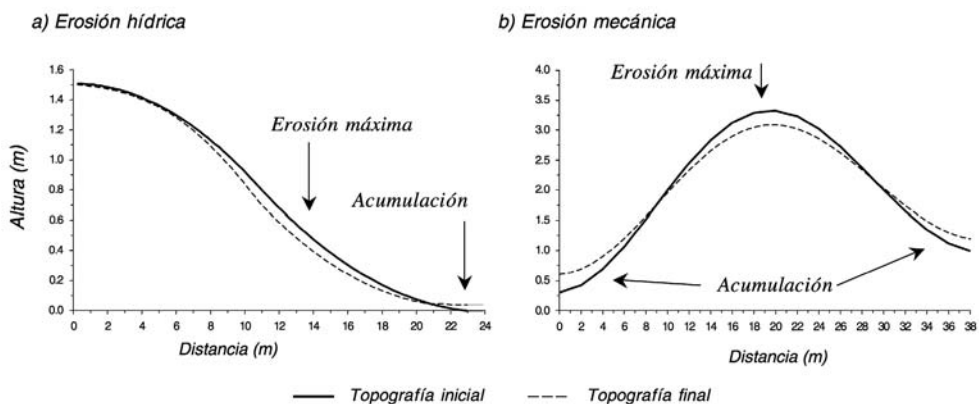 a) Erosión hídrica
b) Erosión mecánica
Altura (m)
1.6
1.4
1.2
1.0
0.8
0.6
0.4
0.2
0.0
Erosión máxima
Acumulación
0 2 4 6 8 10 12 14 16 18 20 22 24
Distancia (m)
4.0
3.5
3.0
2.5
2.0
1.5
1.0
0.5
0.0
Erosión máxima
Acumulación
0 2 4 6 8 10 12 14 16 18 20 22 24 26 28 30 32 34 36 38
Distancia (m)
Topografía inicial
Topografía final